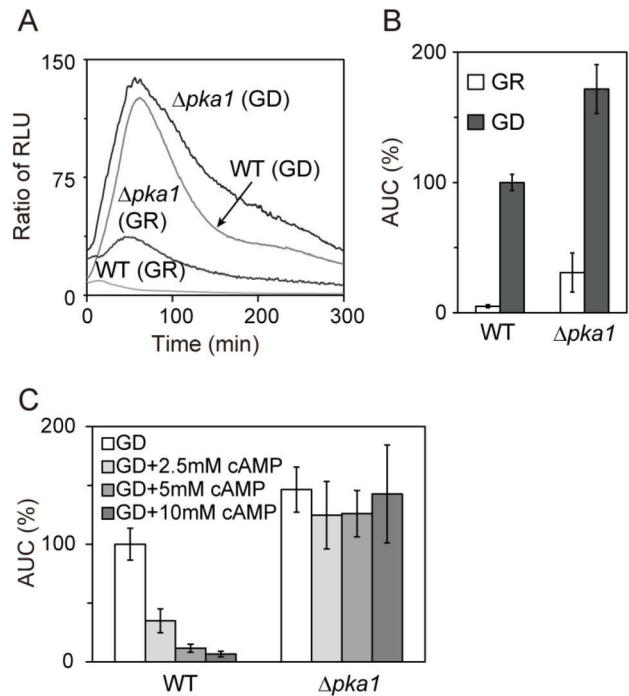 A
Ratio of RLU
150
75
0
Δpka1 (GD)
WT (GD)
Δpka1
(GR)
WT (GR)
0 100 200 300
Time (min)
B
AUC (%)
200
100
0
GR
GD
WT Δpka1
C
AUC (%)
200
100
0
GD
GD+2.5mM cAMP
GD+5mM cAMP
GD+10mM cAMP
WT Δpka1